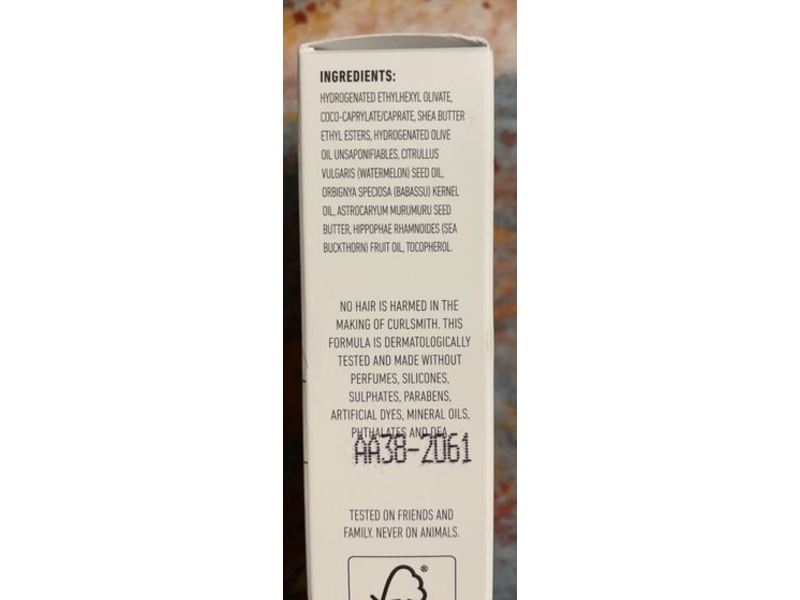 INGREDIENTS:
HYDROGENATED ETHYLHEXYL OLIVATE,
COCO-CAPRYLATE/CAPRATE, SHEA BUTTER
ETHYL ESTERS, HYDROGENATED OLIVE
OIL UNSAPONIFIABLES, CITRULLUS
VULGARIS (WATERMELON) SEED OIL,
ORBIGNYA SPECIOSA (BABASSU) KERNEL
OIL, ASTROCARYUM MURUMURU SEED
BUTTER, HIPPOPHAE RHAMNOIDES (SEA
BUCKTHORN) FRUIT OIL, TOCOPHEROL.
NO HAIR IS HARMED IN THE
MAKING OF CURLSMITH. THIS
FORMULA IS DERMATOLOGICALLY
TESTED AND MADE WITHOUT
PERFUMES, SILICONES,
SULPHATES, PARABENS,
ARTIFICIAL DYES, MINERAL OILS,
PHTHALATES AND DEA.
AA38-2061
TESTED ON FRIENDS AND
FAMILY. NEVER ON ANIMALS.
®